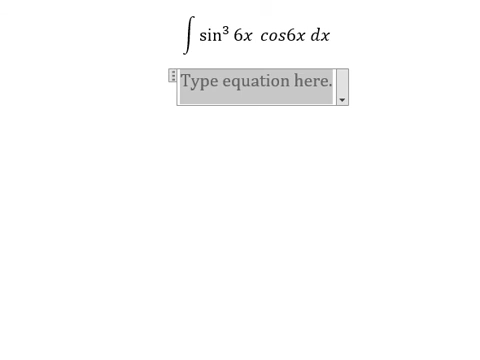 ∫ sin³ 6x cos6x dx
Type equation here.